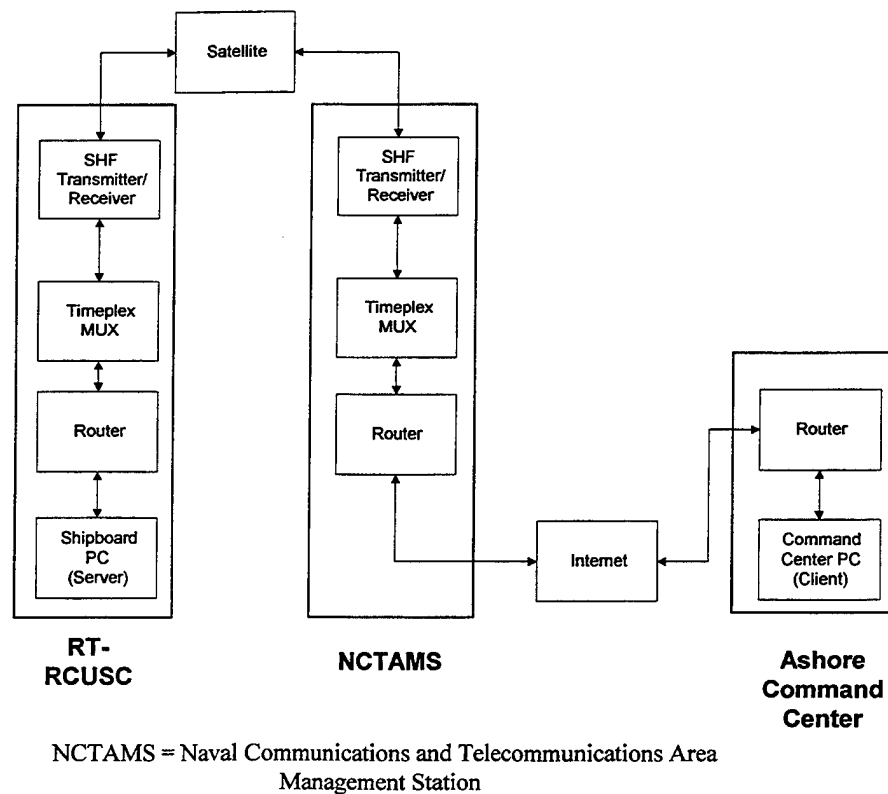 Satellite
SHF
Transmitter/
Receiver
Timeplex
MUX
Router
Shipboard
PC
(Server)
RT-
RCUSC
SHF
Transmitter/
Receiver
Timeplex
MUX
Router
NCTAMS
Internet
Router
Command
Center PC
(Client)
Ashore
Command
Center
NCTAMS = Naval Communications and Telecommunications Area
Management Station